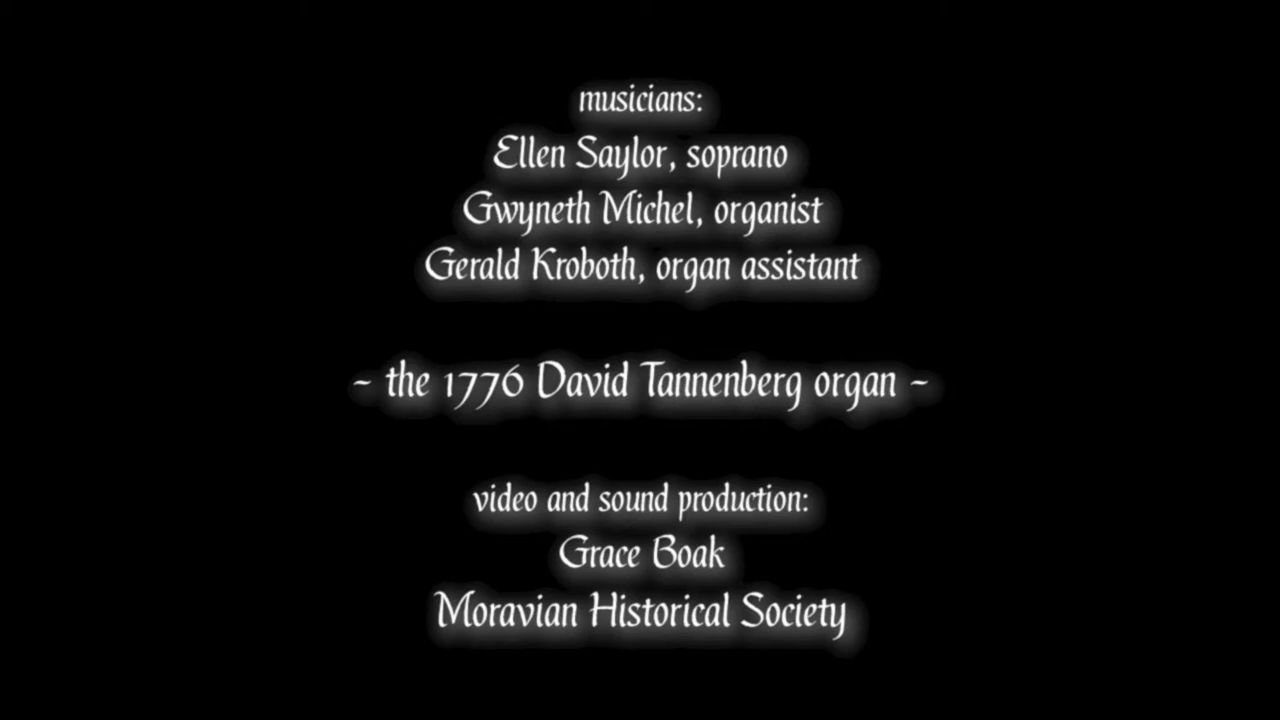 musicians:
Ellen Saylor, soprano
Gwyneth Michel, organist
Gerald Kroboth, organ assistant
~ the 1776 David Tannenberg organ ~
video and sound production:
Grace Boak
Moravian Historical Society